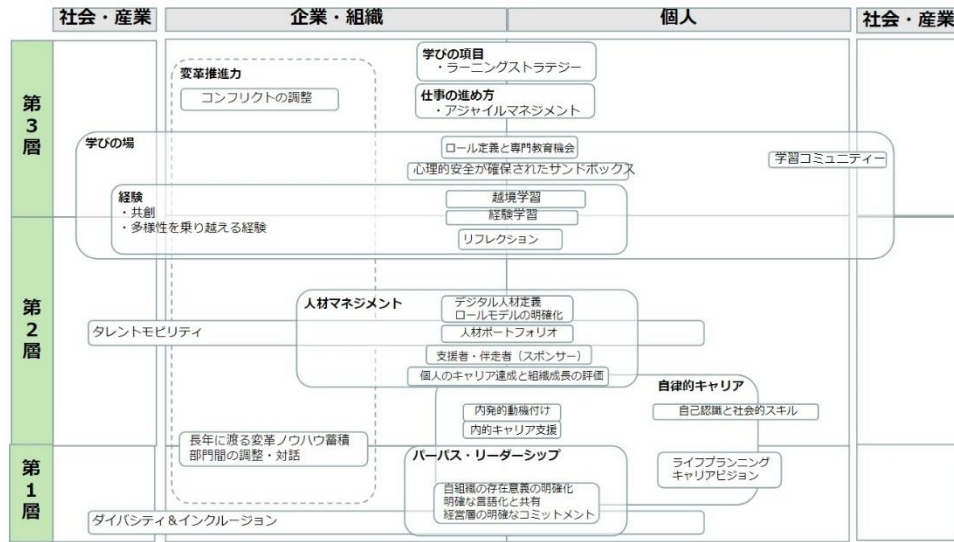 社会・産業
企業・組織
個人
社会・産業
第3層
学びの項目
・ラーニングストラテジー
変革推進力
コンフリクトの調整
仕事の進め方
・アジャイルマネジメント
学びの場
ロール定義と専門教育機会
学習コミュニティー
心理的安全が確保されたサンドボックス
経験
・共創
・多様性を乗り越える経験
越境学習
経験学習
リフレクション
第2層
人材マネジメント
デジタル人材定義
ロールモデルの明確化
タレントモビリティ
人材ポートフォリオ
支援者・伴走者（スポンサー）
個人のキャリア達成と組織成長の評価
自律的キャリア
内発的動機付け
自己認識と社会的スキル
内的キャリア支援
長年に渡る変革ノウハウ蓄積
部門間の調整・対話
第1層
パーパス・リーダーシップ
ライフプランニング
キャリアビジョン
自組織の存在意義の明確化
明確な言語化と共有
経営層の明確なコミットメント
ダイバシティ＆インクルージョン